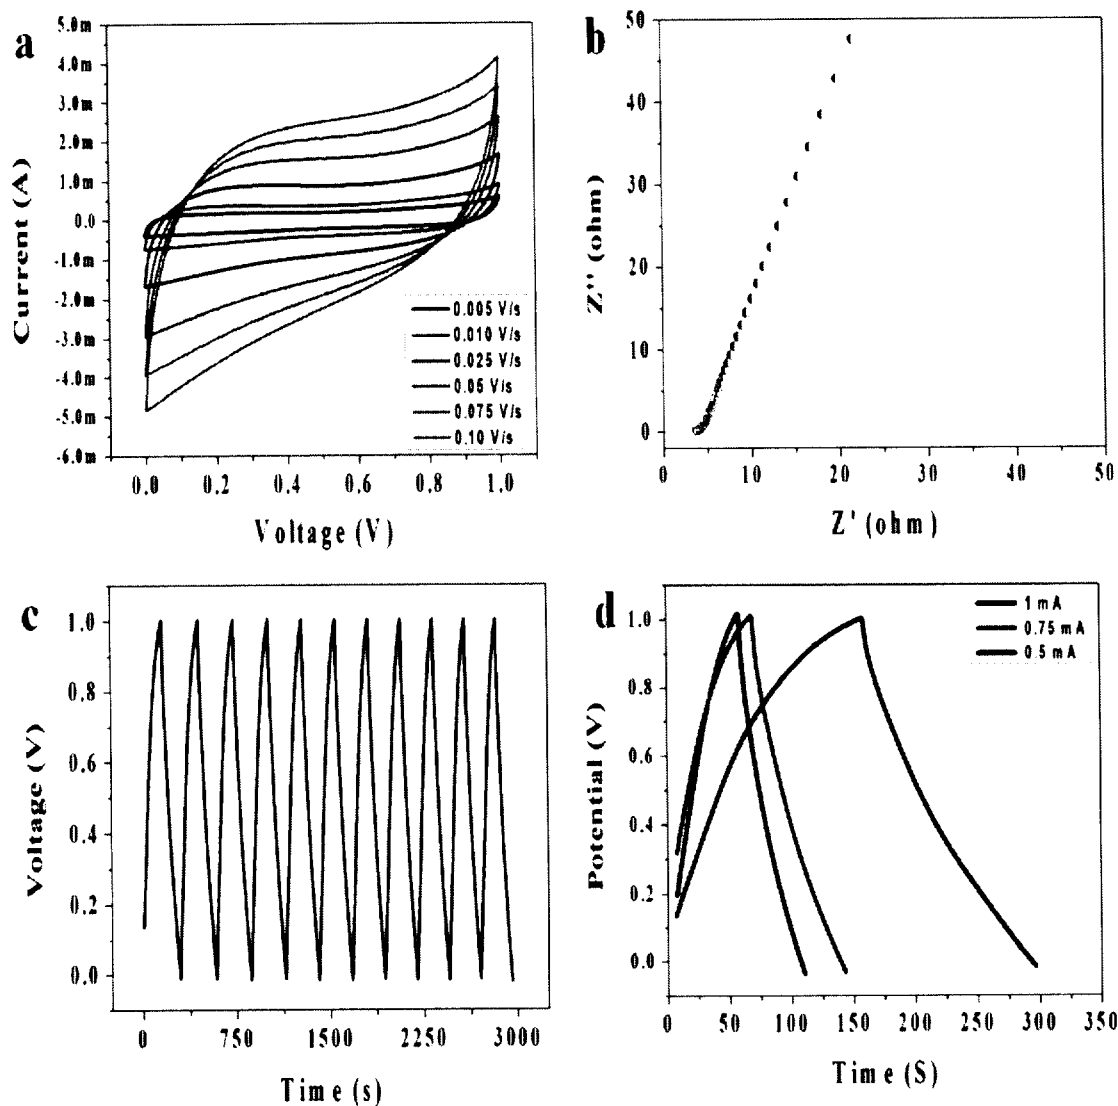 a
5.0m
4.0m
3.0m
2.0m
1.0m
0.0
-1.0m
-2.0m
-3.0m
-4.0m
-5.0m
-6.0m
Current (A)
0.005 V/s
0.010 V/s
0.025 V/s
0.05 V/s
0.075 V/s
0.10 V/s
0.0 0.2 0.4 0.6 0.8 1.0
Voltage (V)
b
50
40
30
20
10
0
Z'' (ohm)
0 10 20 30 40 50
Z' (ohm)
c
1.0
0.8
0.6
0.4
0.2
0.0
Voltage (V)
0 750 1500 2250 3000
Time (s)
d
1.0
0.8
0.6
0.4
0.2
0.0
Potential (V)
1 mA
0.75 mA
0.5 mA
0 50 100 150 200 250 300 350
Time (S)